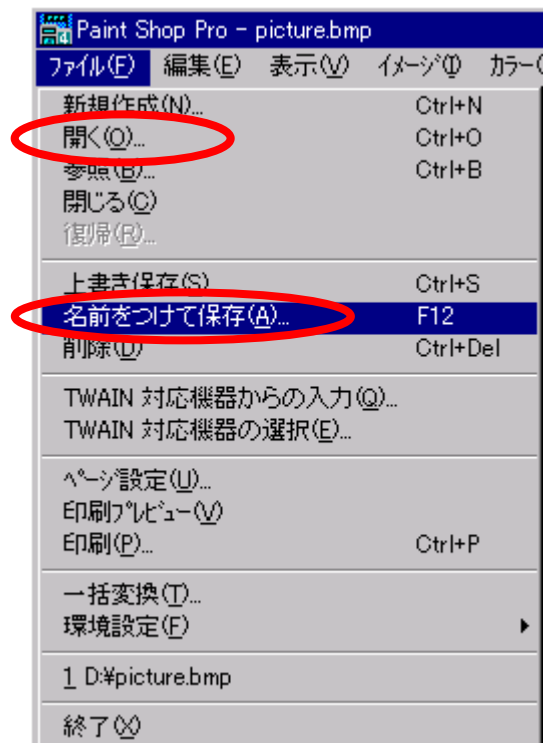 Paint Shop Pro - picture.bmp
ファイル(F) 編集(E) 表示(V) イメージ(I) カラー(
新規作成(N)... Ctrl+N
開く(O)... Ctrl+O
参照(B)... Ctrl+B
閉じる(C)
復帰(R)...
上書き保存(S) Ctrl+S
名前をつけて保存(A)... F12
削除(D) Ctrl+Del
TWAIN 対応機器からの入力(Q)...
TWAIN 対応機器の選択(E)...
ページ設定(U)...
印刷プレビュー(V)
印刷(P)... Ctrl+P
一括変換(T)...
環境設定(F)
1 D:¥picture.bmp
終了(X)